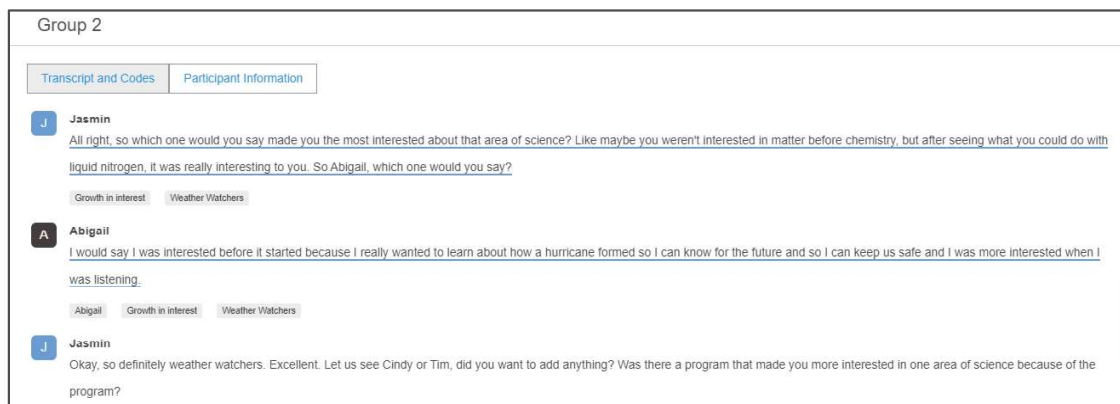 Group 2
Transcript and Codes
Participant Information
J
Jasmin
All right, so which one would you say made you the most interested about that area of science? Like maybe you weren't interested in matter before chemistry, but after seeing what you could do with
liquid nitrogen, it was really interesting to you. So Abigail, which one would you say?
Growth in interest
Weather Watchers
A
Abigail
I would say I was interested before it started because I really wanted to learn about how a hurricane formed so I can know for the future and so I can keep us safe and I was more interested when I
was listening.
Abigail
Growth in interest
Weather Watchers
J
Jasmin
Okay, so definitely weather watchers. Excellent. Let us see Cindy or Tim, did you want to add anything? Was there a program that made you more interested in one area of science because of the
program?